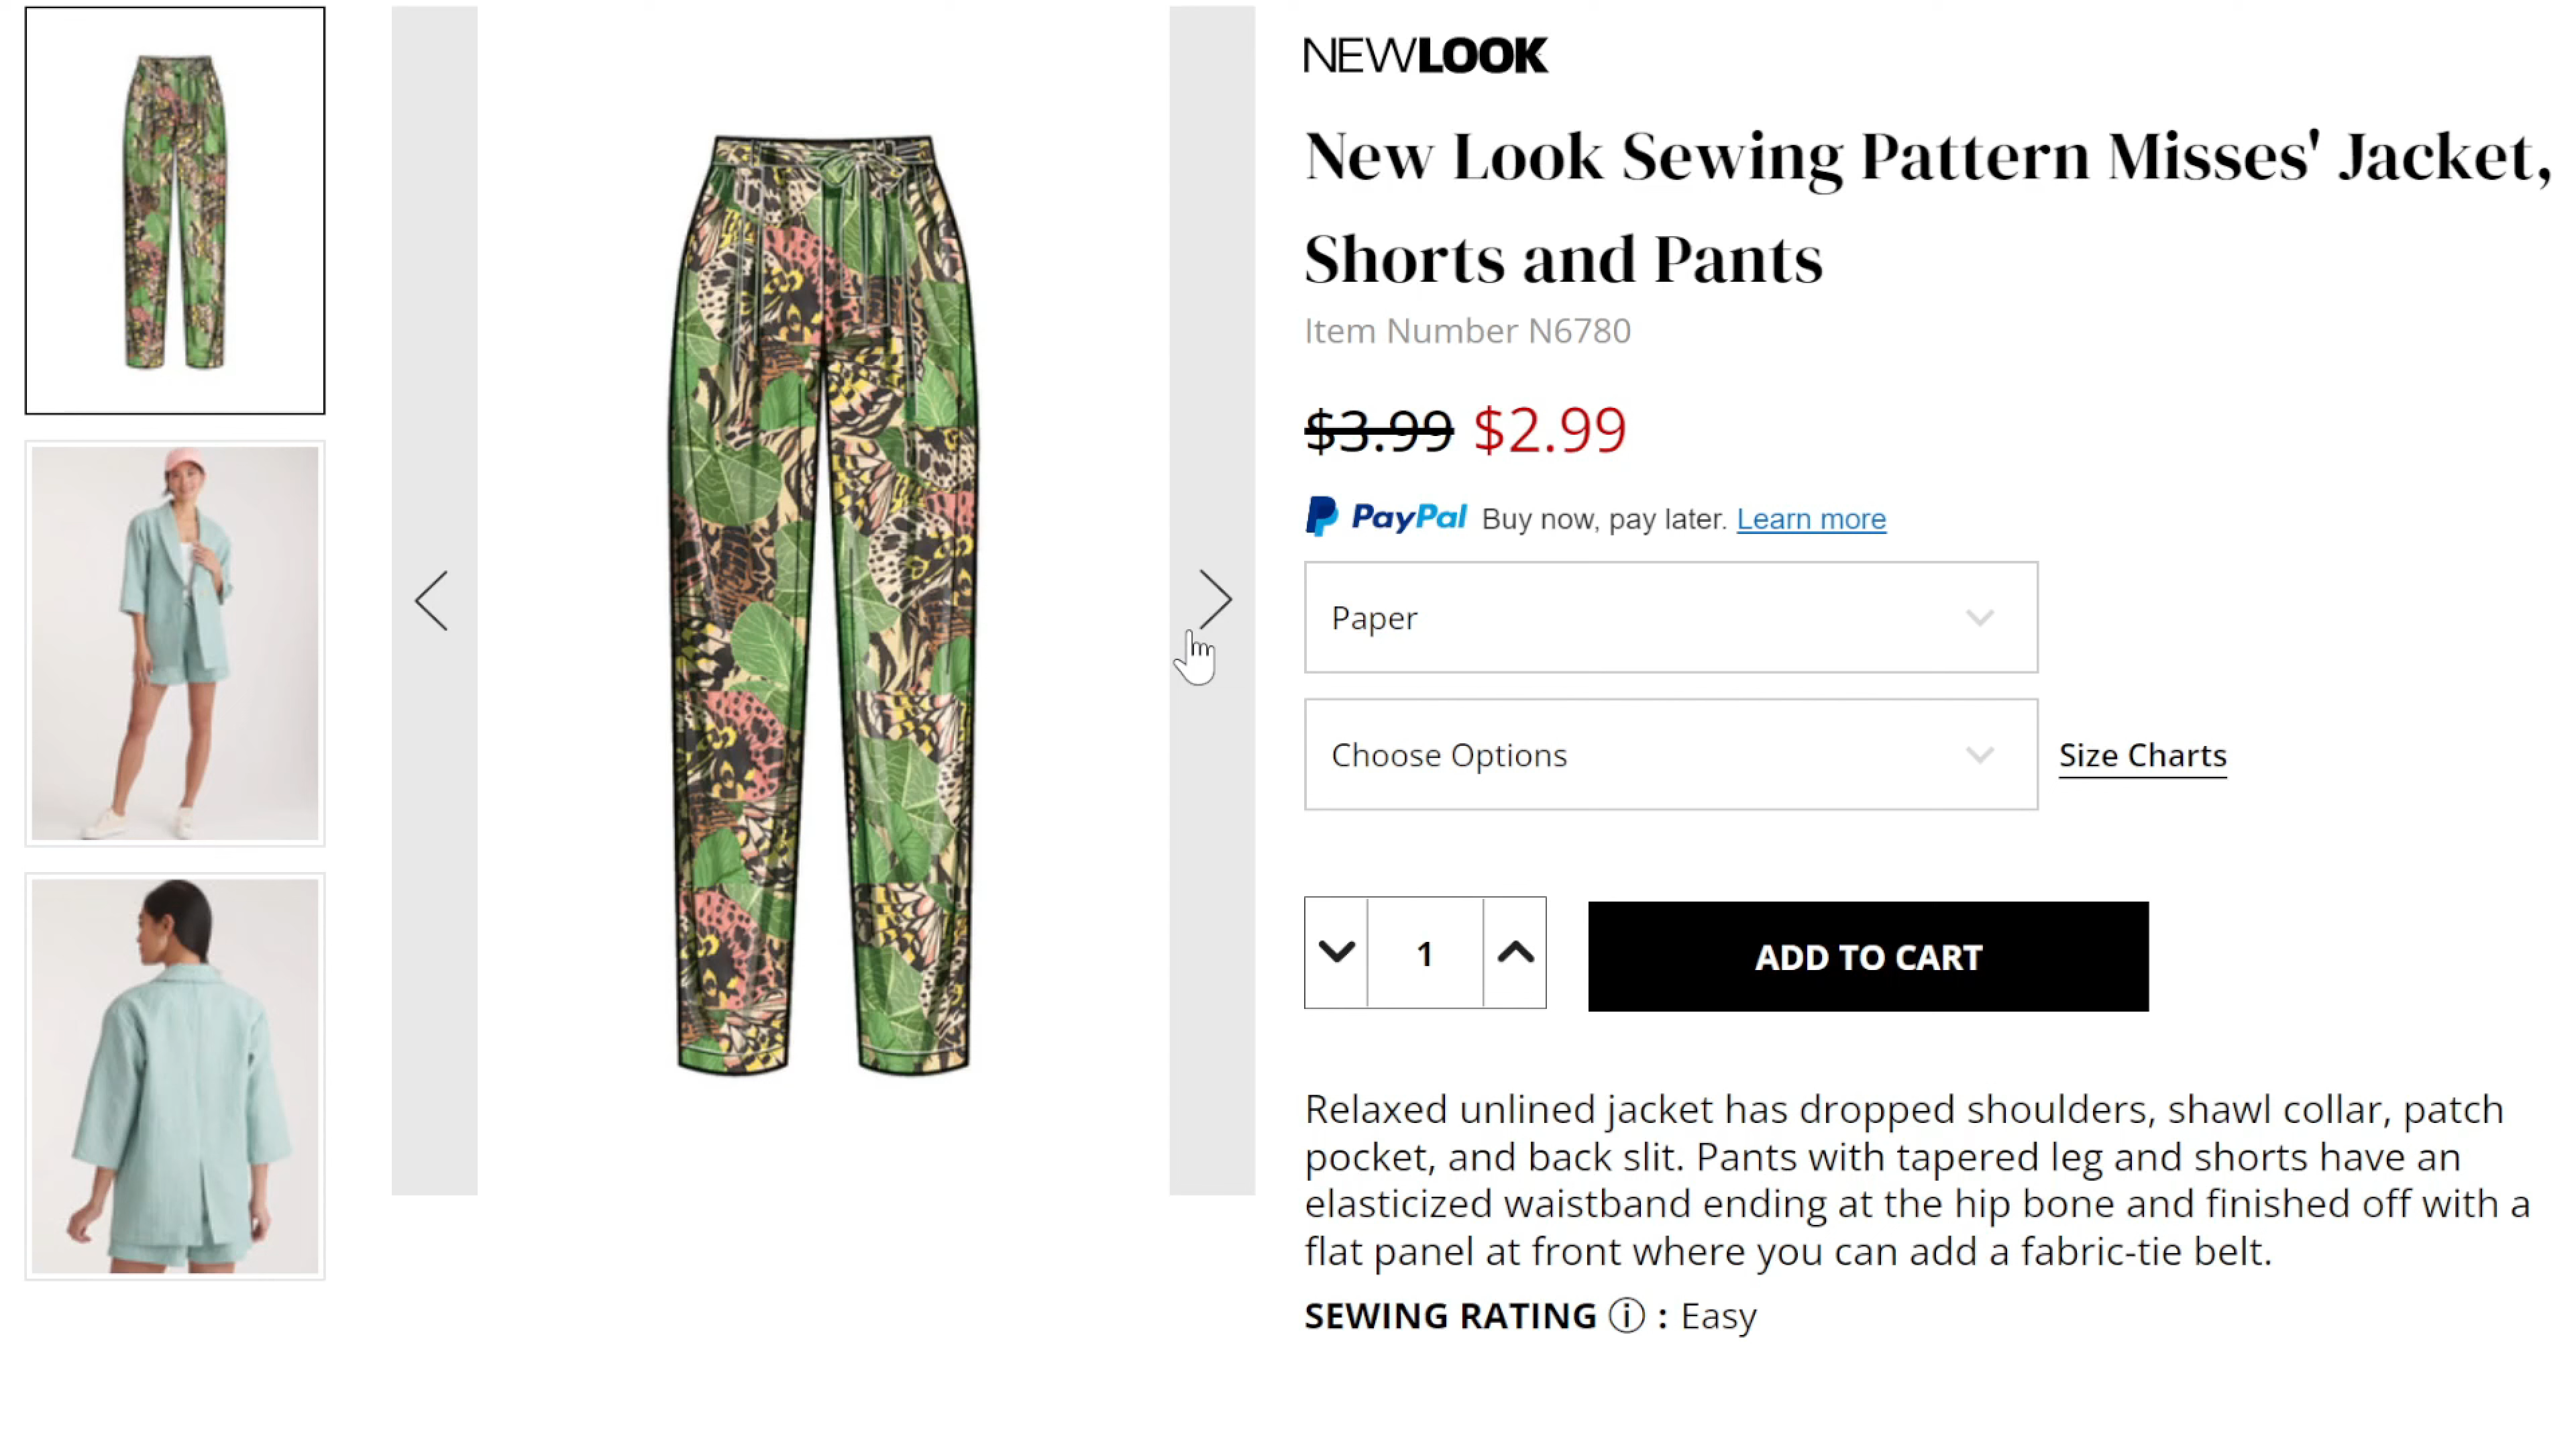 NEWLOOK
New Look Sewing Pattern Misses' Jacket,
Shorts and Pants
Item Number N6780
$3.99 $2.99
PayPal Buy now, pay later. Learn more
Paper
Choose Options
Size Charts
1
ADD TO CART
Relaxed unlined jacket has dropped shoulders, shawl collar, patch
pocket, and back slit. Pants with tapered leg and shorts have an
elasticized waistband ending at the hip bone and finished off with a
flat panel at front where you can add a fabric-tie belt.
SEWING RATING ⓘ : Easy